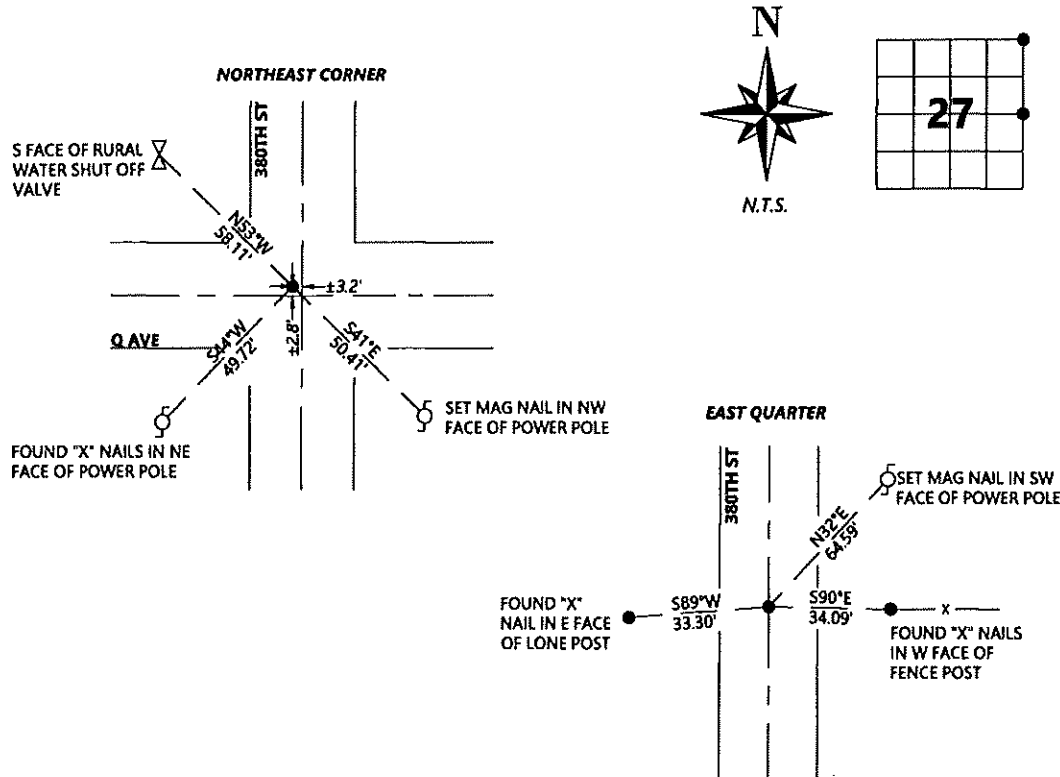 N
NORTHEAST CORNER
380TH ST
27
S FACE OF RURAL
WATER SHUT OFF
VALVE
N.T.S.
N53°W
58.11'
±3.2'
±2.8'
Q AVE
S44°W
49.72'
S41°E
50.41'
SET MAG NAIL IN NW
FACE OF POWER POLE
FOUND "X" NAILS IN NE
FACE OF POWER POLE
EAST QUARTER
380TH ST
SET MAG NAIL IN SW
FACE OF POWER POLE
N32°E
64.59'
FOUND "X"
NAIL IN E FACE
OF LONE POST
S89°W
33.30'
S90°E
34.09'
X
FOUND "X" NAILS
IN W FACE OF
FENCE POST